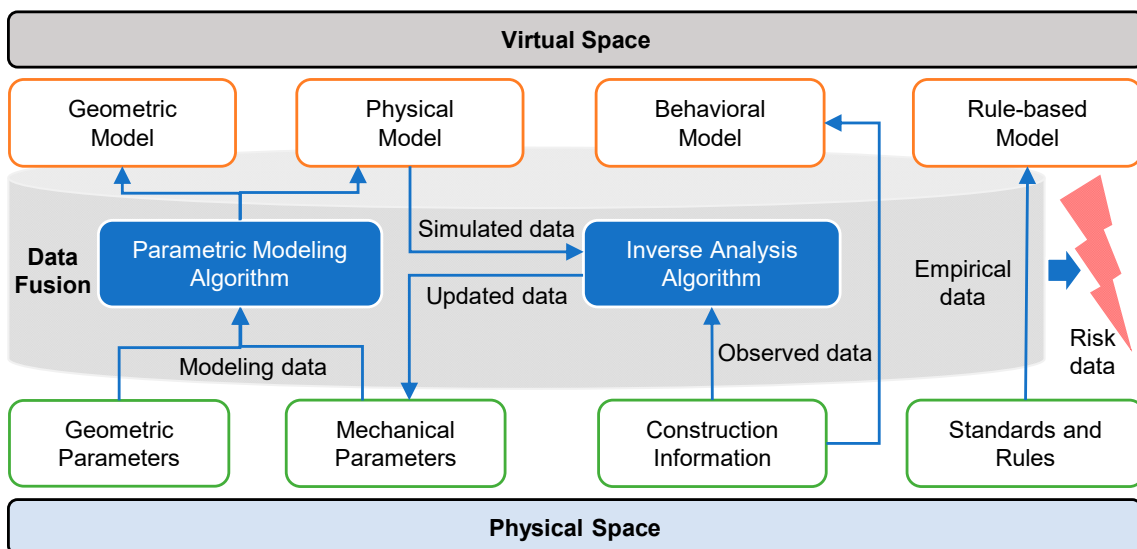 Virtual Space
Geometric
Model
Physical
Model
Behavioral
Model
Rule-based
Model
Data
Fusion
Parametric Modeling
Algorithm
Simulated data
Updated data
Inverse Analysis
Algorithm
Empirical
data
Modeling data
Observed data
Risk
data
Geometric
Parameters
Mechanical
Parameters
Construction
Information
Standards and
Rules
Physical Space